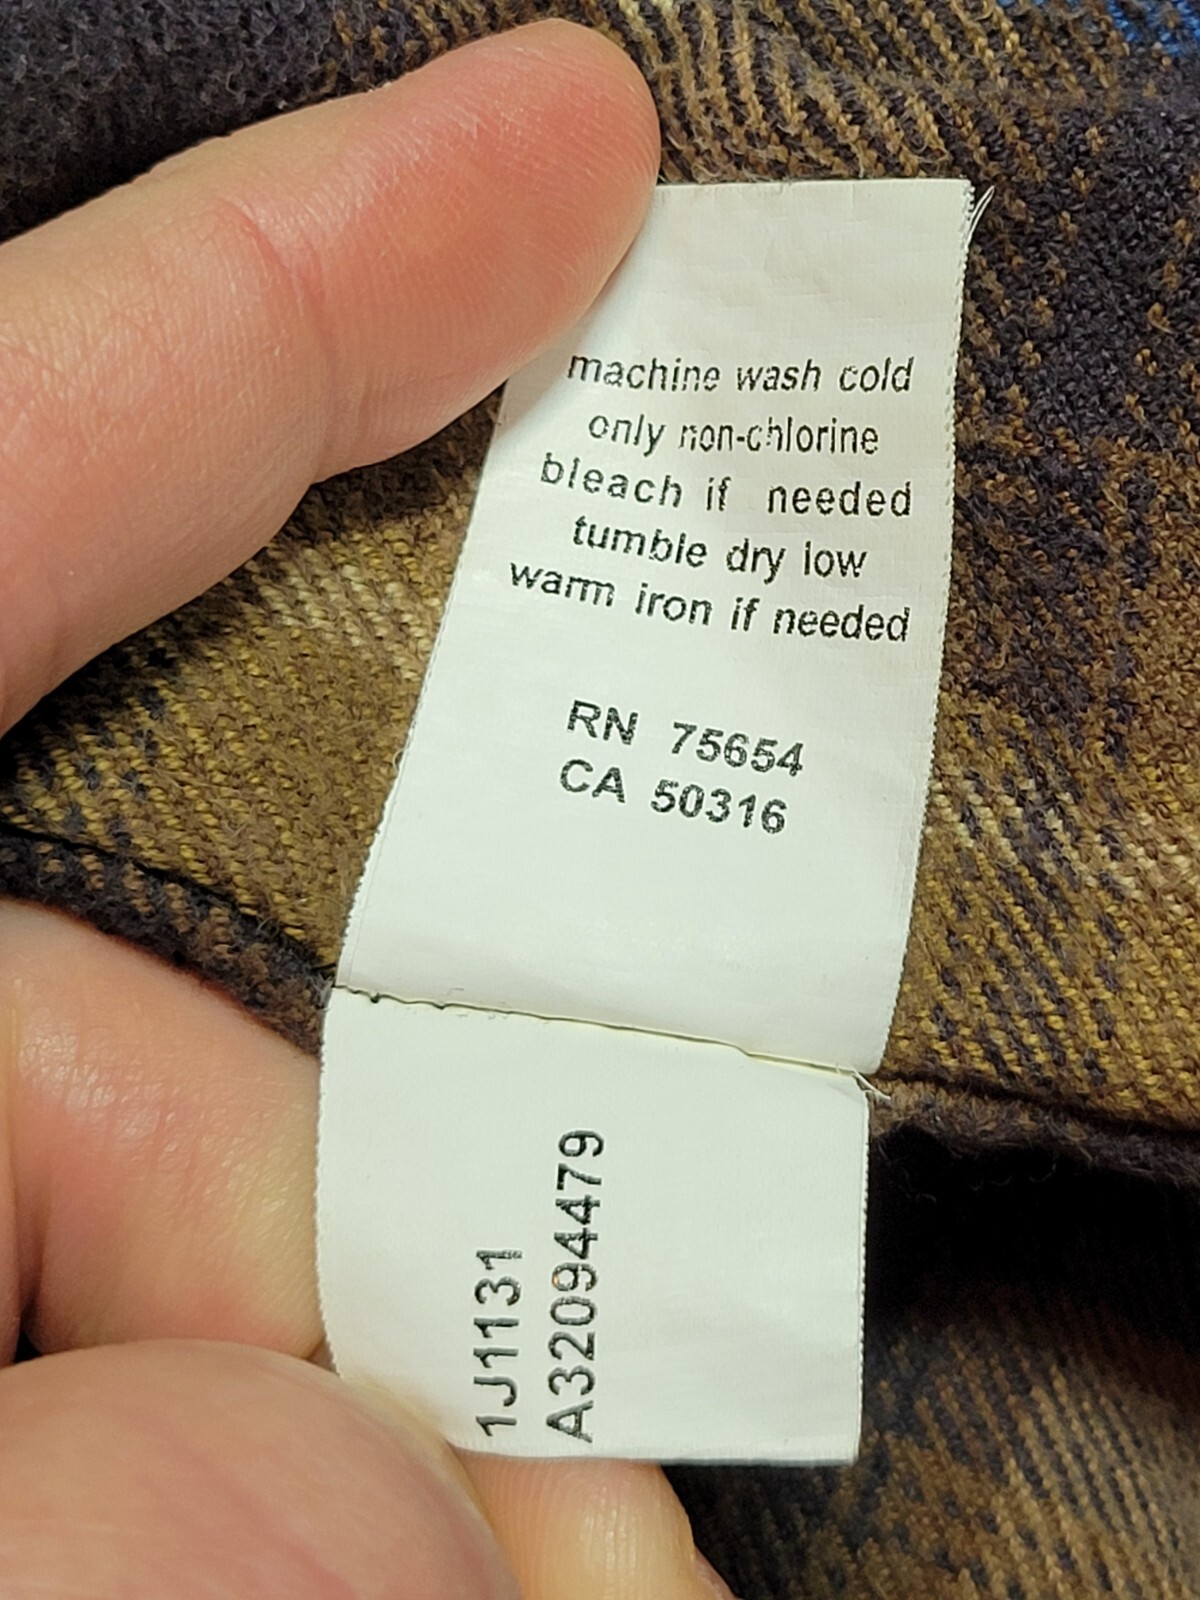 machine wash cold
only non-chlorine
bleach if needed
tumble dry low
warm iron if needed
RN 75654
CA 50316
1J1131
A32094479